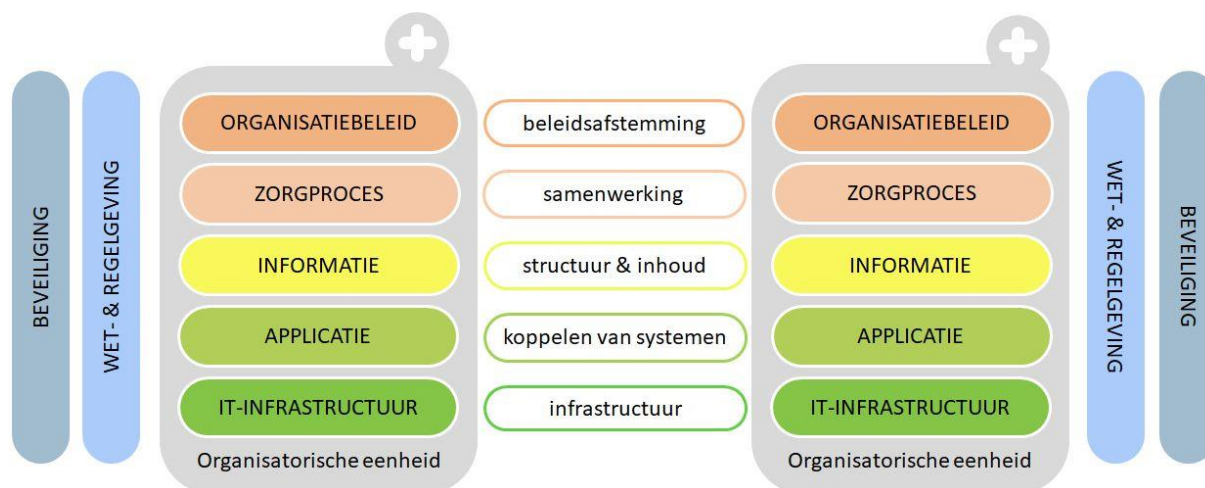 BEVEILIGING
WET- & REGELGEVING
ORGANISATIEBELEID
ZORGPROCES
INFORMATIE
APPLICATIE
IT-INFRASTRUCTUUR
Organisatorische eenheid
beleidsafstemming
samenwerking
structuur & inhoud
koppelen van systemen
infrastructuur
ORGANISATIEBELEID
ZORGPROCES
INFORMATIE
APPLICATIE
IT-INFRASTRUCTUUR
Organisatorische eenheid
WET- & REGELGEVING
BEVEILIGING